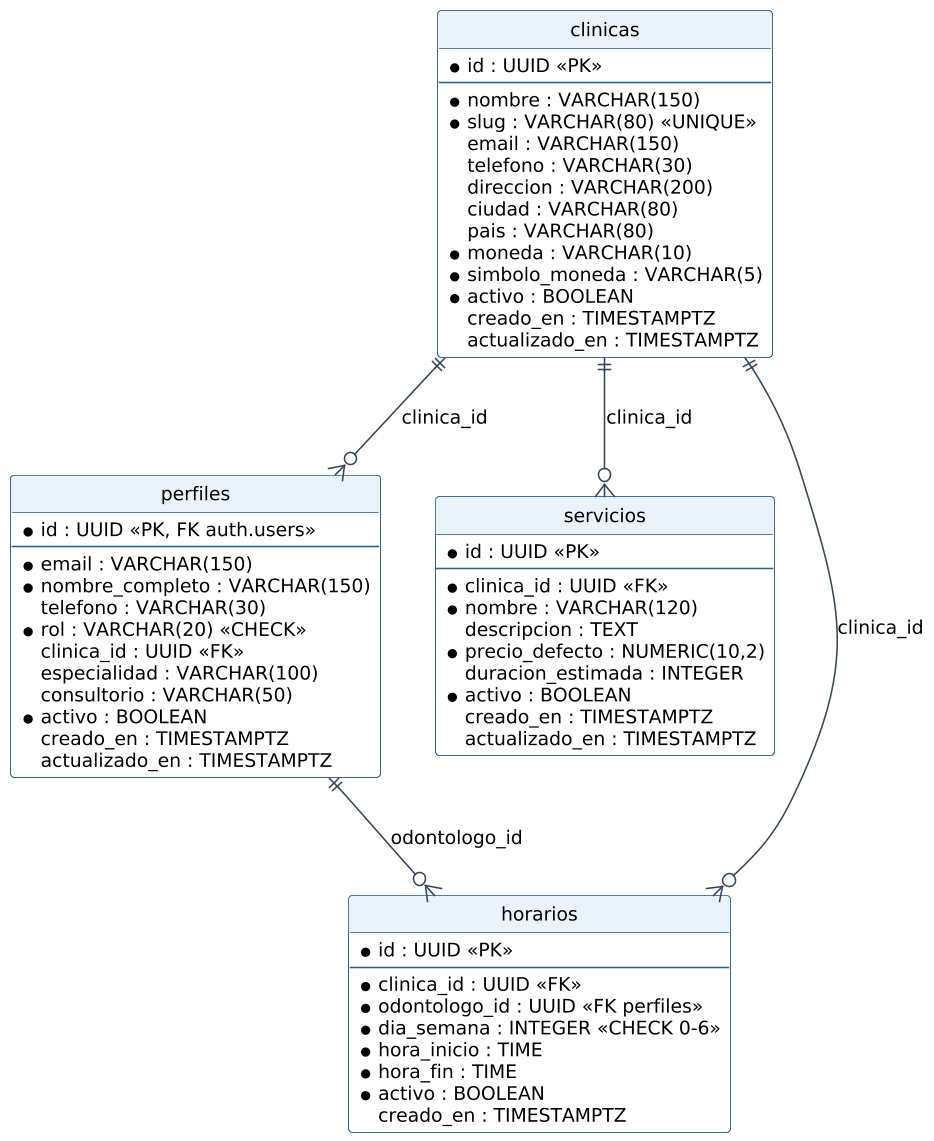 clinicas
id : UUID «PK»
nombre : VARCHAR(150)
slug : VARCHAR(80) «UNIQUE»
email : VARCHAR(150)
telefono : VARCHAR(30)
direccion : VARCHAR(200)
ciudad : VARCHAR(80)
pais : VARCHAR(80)
moneda : VARCHAR(10)
simbolo_moneda : VARCHAR(5)
activo : BOOLEAN
creado_en : TIMESTAMPTZ
actualizado_en : TIMESTAMPTZ
clinica_id
clinica_id
clinica_id
perfiles
id : UUID «PK, FK auth.users»
email : VARCHAR(150)
nombre_completo : VARCHAR(150)
telefono : VARCHAR(30)
rol : VARCHAR(20) «CHECK»
clinica_id : UUID «FK»
especialidad : VARCHAR(100)
consultorio : VARCHAR(50)
activo : BOOLEAN
creado_en : TIMESTAMPTZ
actualizado_en : TIMESTAMPTZ
servicios
id : UUID «PK»
clinica_id : UUID «FK»
nombre : VARCHAR(120)
descripcion : TEXT
precio_defecto : NUMERIC(10,2)
duracion_estimada : INTEGER
activo : BOOLEAN
creado_en : TIMESTAMPTZ
actualizado_en : TIMESTAMPTZ
odontologo_id
horarios
id : UUID «PK»
clinica_id : UUID «FK»
odontologo_id : UUID «FK perfiles»
dia_semana : INTEGER «CHECK 0-6»
hora_inicio : TIME
hora_fin : TIME
activo : BOOLEAN
creado_en : TIMESTAMPTZ